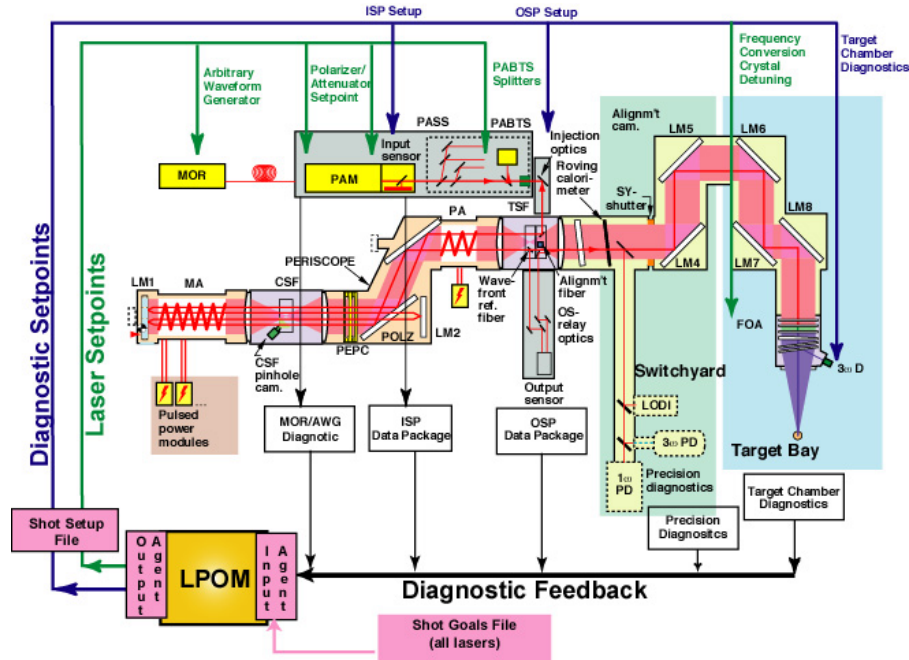 ISP Setup
OSP Setup
Arbitrary
Waveform
Generator
Polarizer/
Attenuator
Setpoint
PABTS
Splitters
Frequency
Conversion
Crystal
Detuning
Target
Chamber
Diagnostics
PASS
PABTS
Input
sensor
Injection
optics
Roving
calori-
meter
Alignm't
cam.
LM5
LM6
MOR
PAM
TSF
SY-
shutter
PA
LM8
PERISCOPE
LM4
LM7
LM1
MA
CSF
Wave-
front
ref.
fiber
Alignm't
fiber
LM2
OS-
relay
optics
FOA
POLZ
PEPC
CSF
pinhole
cam.
3ω D
Switchyard
Output
sensor
Pulsed
power
modules
...
LODI
MOR/AWG
Diagnotic
ISP
Data Package
OSP
Data Package
3ω PD
Target Bay
1ω
PD
Precision
diagnostics
Target Chamber
Diagnostics
Precision
Diagnositcs
Diagnostic Setpoints
Laser Setpoints
Shot Setup
File
Output
Agent
LPOM
Input
Agent
Diagnostic Feedback
Shot Goals File
(all lasers)